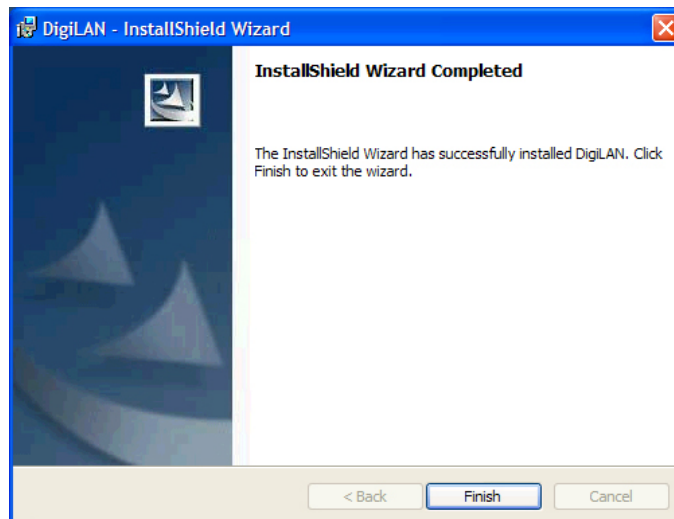 DigiLAN - InstallShield Wizard
InstallShield Wizard Completed
The InstallShield Wizard has successfully installed DigiLAN. Click
Finish to exit the wizard.
< Back
Finish
Cancel